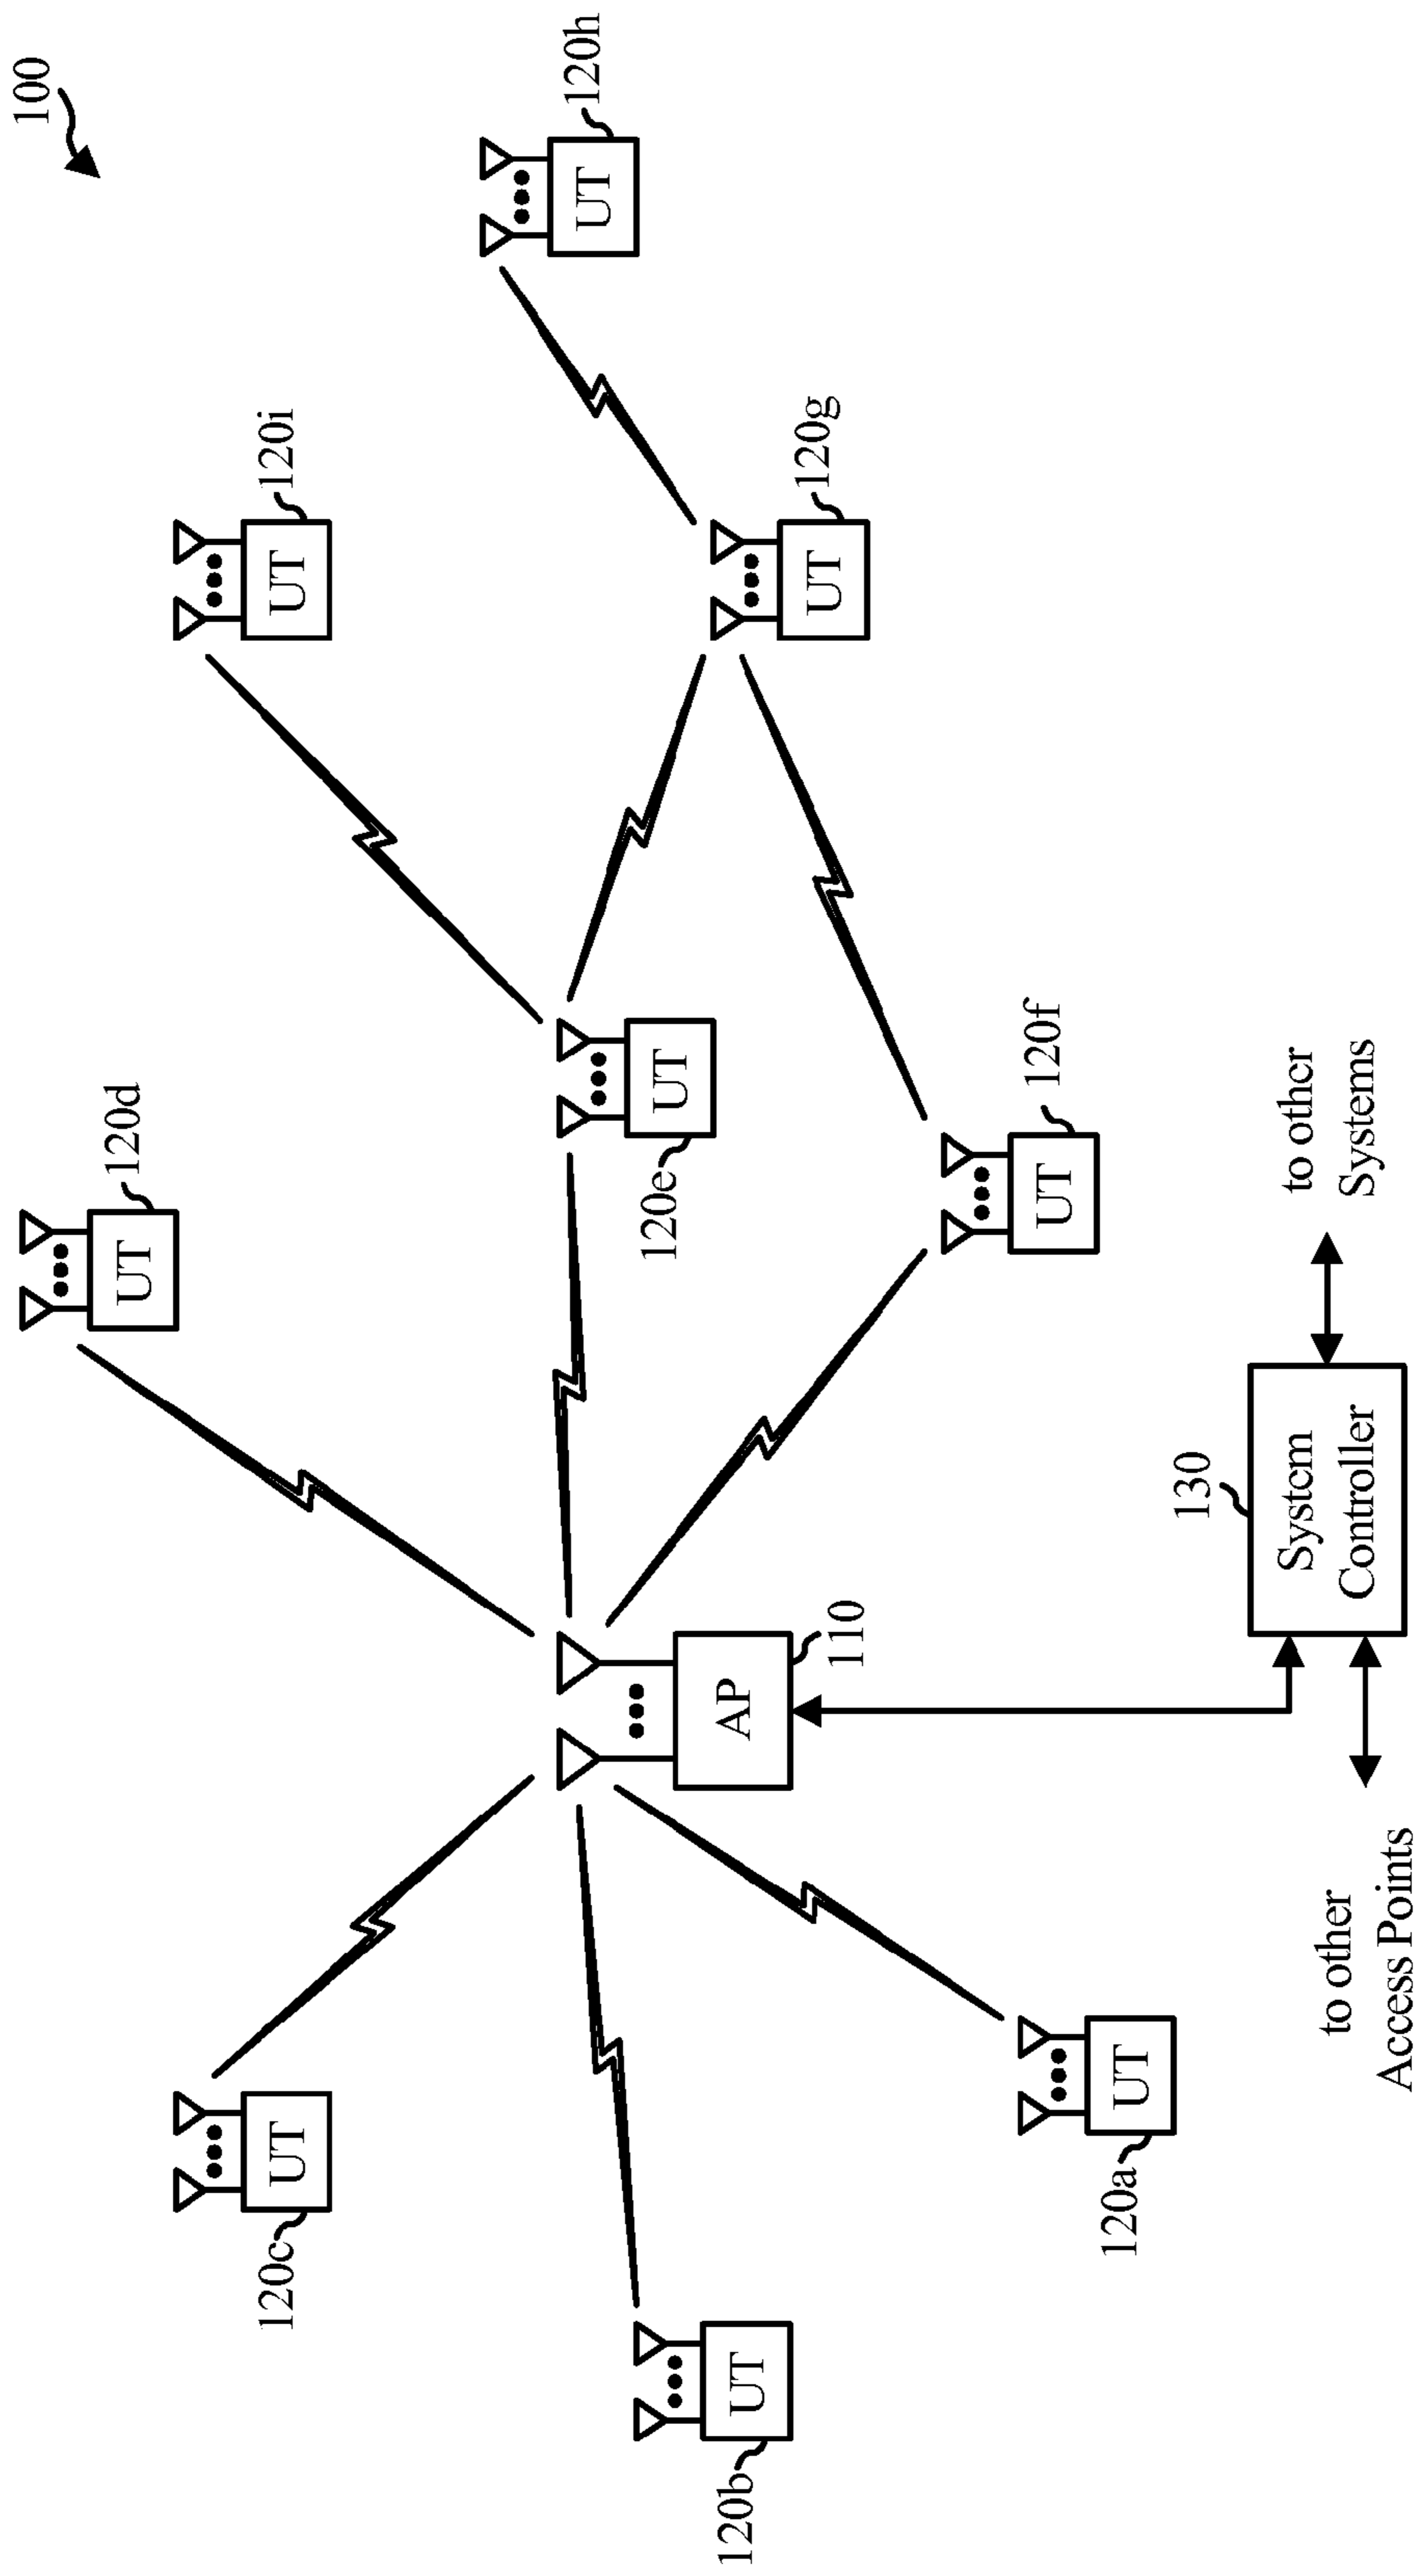 100
120d
UT
120c
UT
120i
UT
120h
UT
120e
UT
120b
UT
AP
110
120g
UT
120f
UT
120a
UT
130
System
Controller
to other
Systems
to other
Access Points